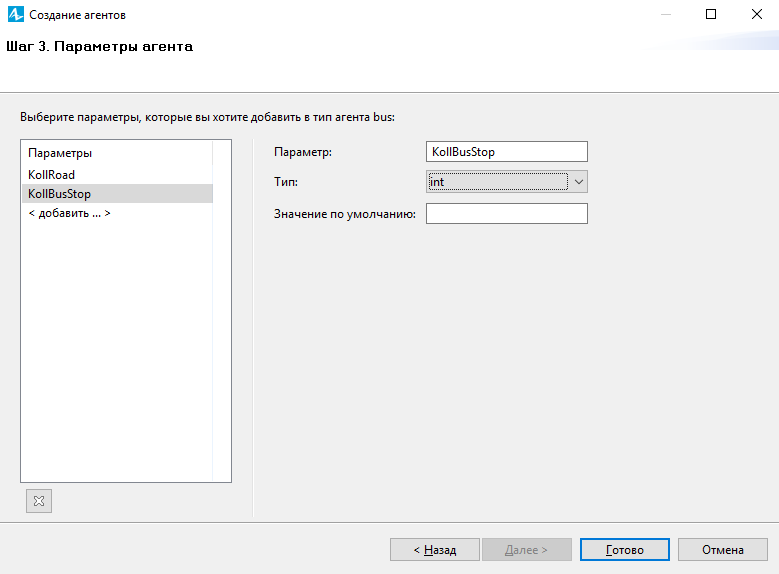 Создание агентов
Шаг 3. Параметры агента
Выберите параметры, которые вы хотите добавить в тип агента bus:
Параметры
KollRoad
KollBusStop
< добавить ... >
Параметр:
KollBusStop
Тип:
int
Значение по умолчанию:
< Назад
Далее >
Готово
Отмена